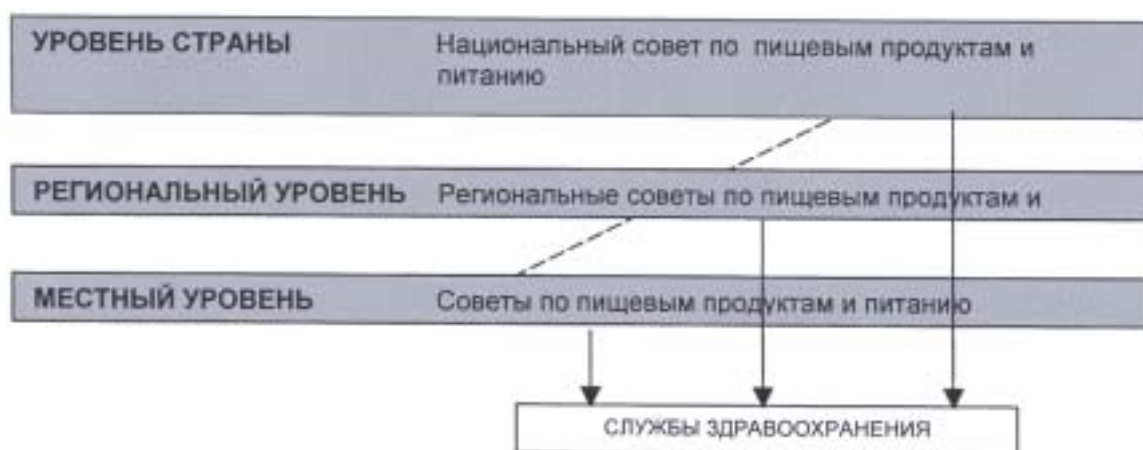 УРОВЕНЬ СТРАНЫ Национальный совет по пищевым продуктам и
питанию
РЕГИОНАЛЬНЫЙ УРОВЕНЬ Региональные советы по пищевым продуктам и
МЕСТНЫЙ УРОВЕНЬ Советы по пищевым продуктам и питанию
СЛУЖБЫ ЗДРАВООХРАНЕНИЯ